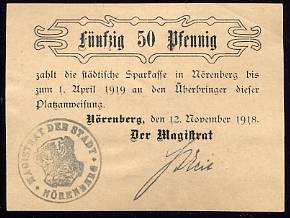 Fünfzig 50 Pfennig
zahlt die städtische Sparkasse in Nörenberg bis
zum 1. April 1919 an den Überbringer dieser
Platzanweisung.
Nörenberg, den 12. November 1918.
Der Magistrat
MAGISTRAT DER STADT
NÖRENBERG